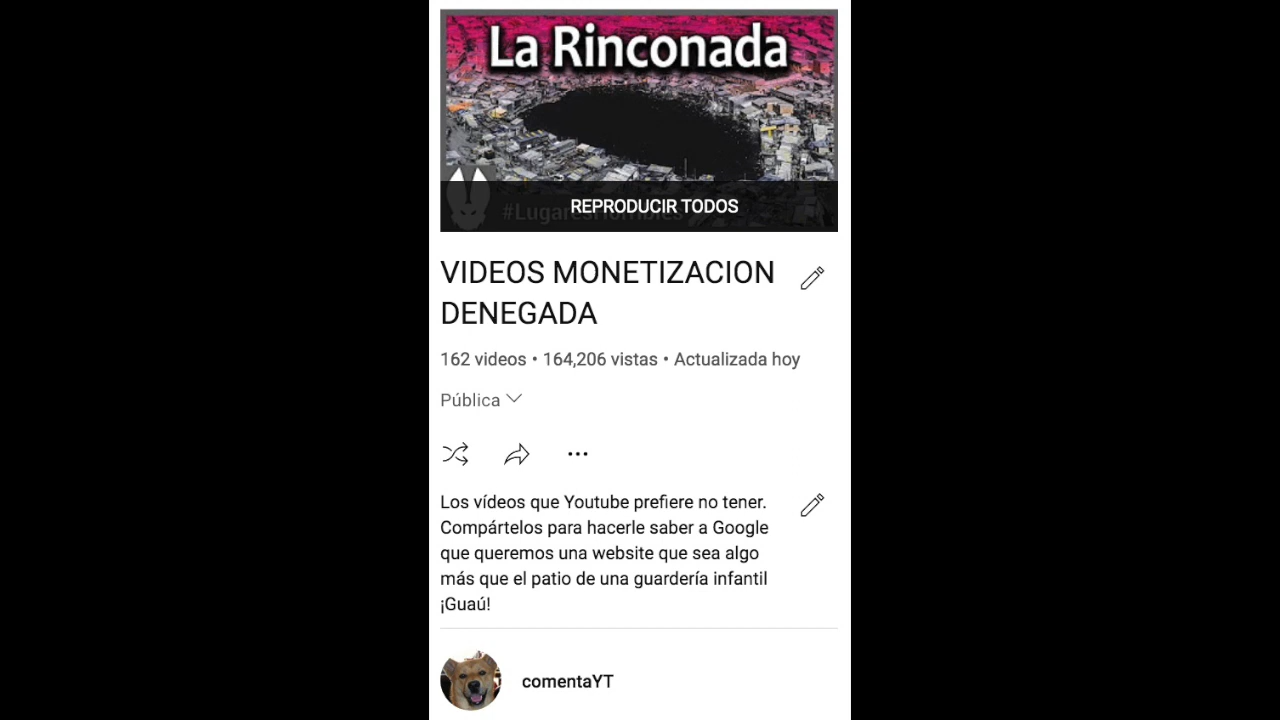 La Rinconada
#LugaresHorribles
REPRODUCIR TODOS
VIDEOS MONETIZACION
DENEGADA
162 videos • 164,206 vistas • Actualizada hoy
Pública
Los vídeos que Youtube prefiere no tener.
Compártelos para hacerle saber a Google
que queremos una website que sea algo
más que el patio de una guardería infantil
¡Guaú!
comentaYT